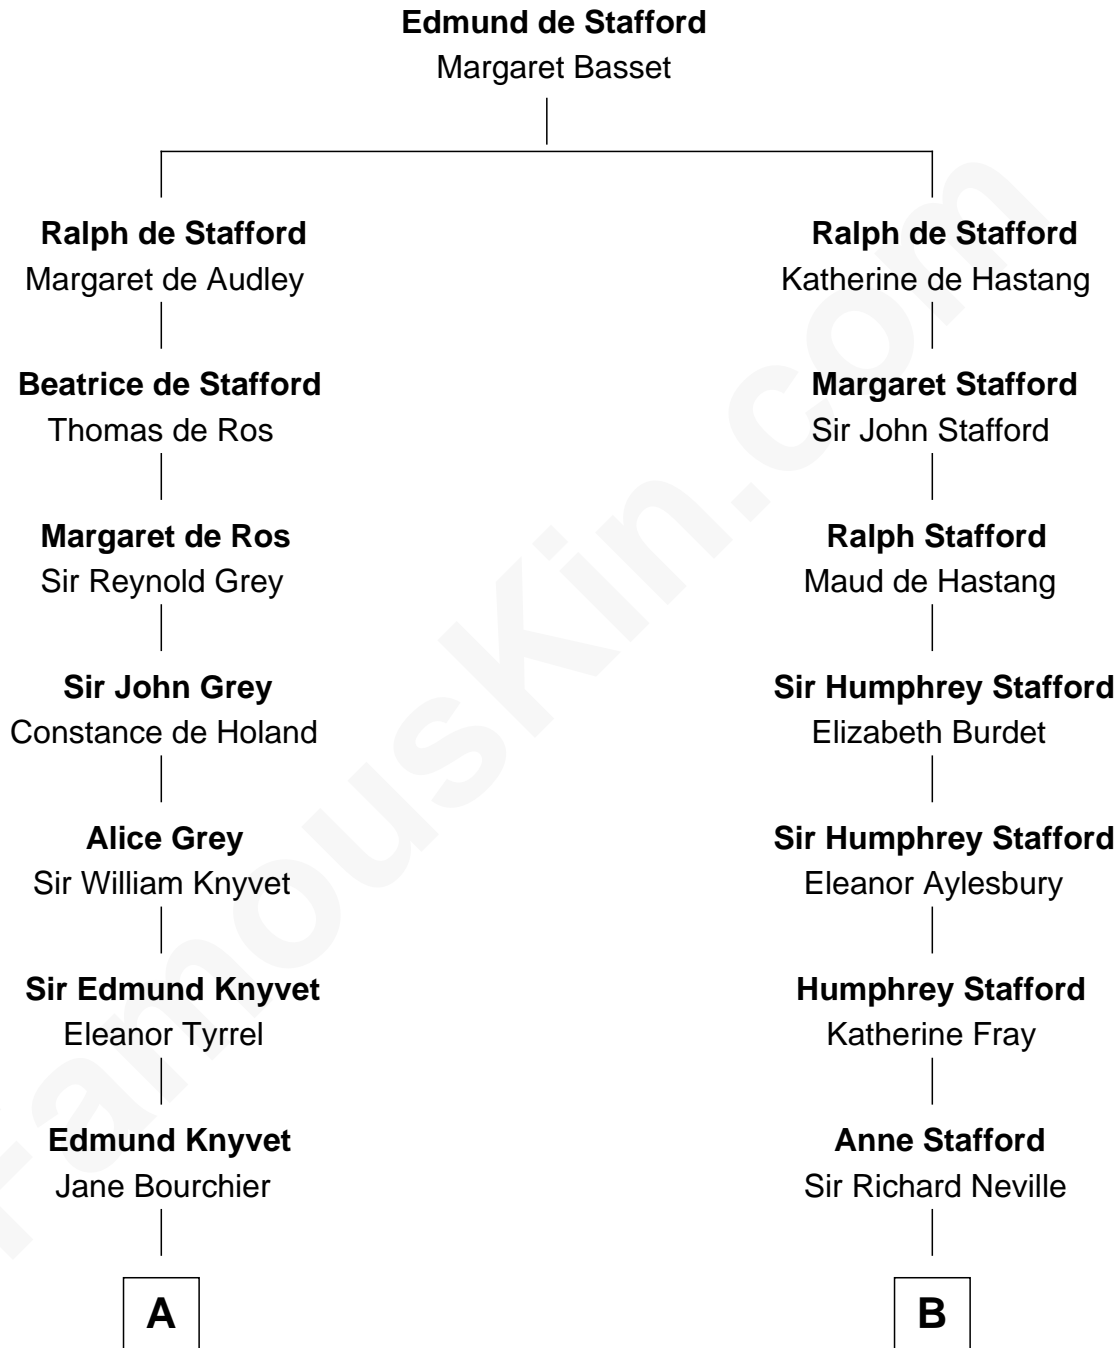 Edmund de Stafford
Margaret Basset
Ralph de Stafford
Margaret de Audley
Beatrice de Stafford
Thomas de Ros
Margaret de Ros
Sir Reynold Grey
Sir John Grey
Constance de Holand
Alice Grey
Sir William Knyvet
Sir Edmund Knyvet
Eleanor Tyrrel
Edmund Knyvet
Jane Bourchier
A
Ralph de Stafford
Katherine de Hastang
Margaret Stafford
Sir John Stafford
Ralph Stafford
Maud de Hastang
Sir Humphrey Stafford
Elizabeth Burdet
Sir Humphrey Stafford
Eleanor Aylesbury
Humphrey Stafford
Katherine Fray
Anne Stafford
Sir Richard Neville
B
FamousKin.com